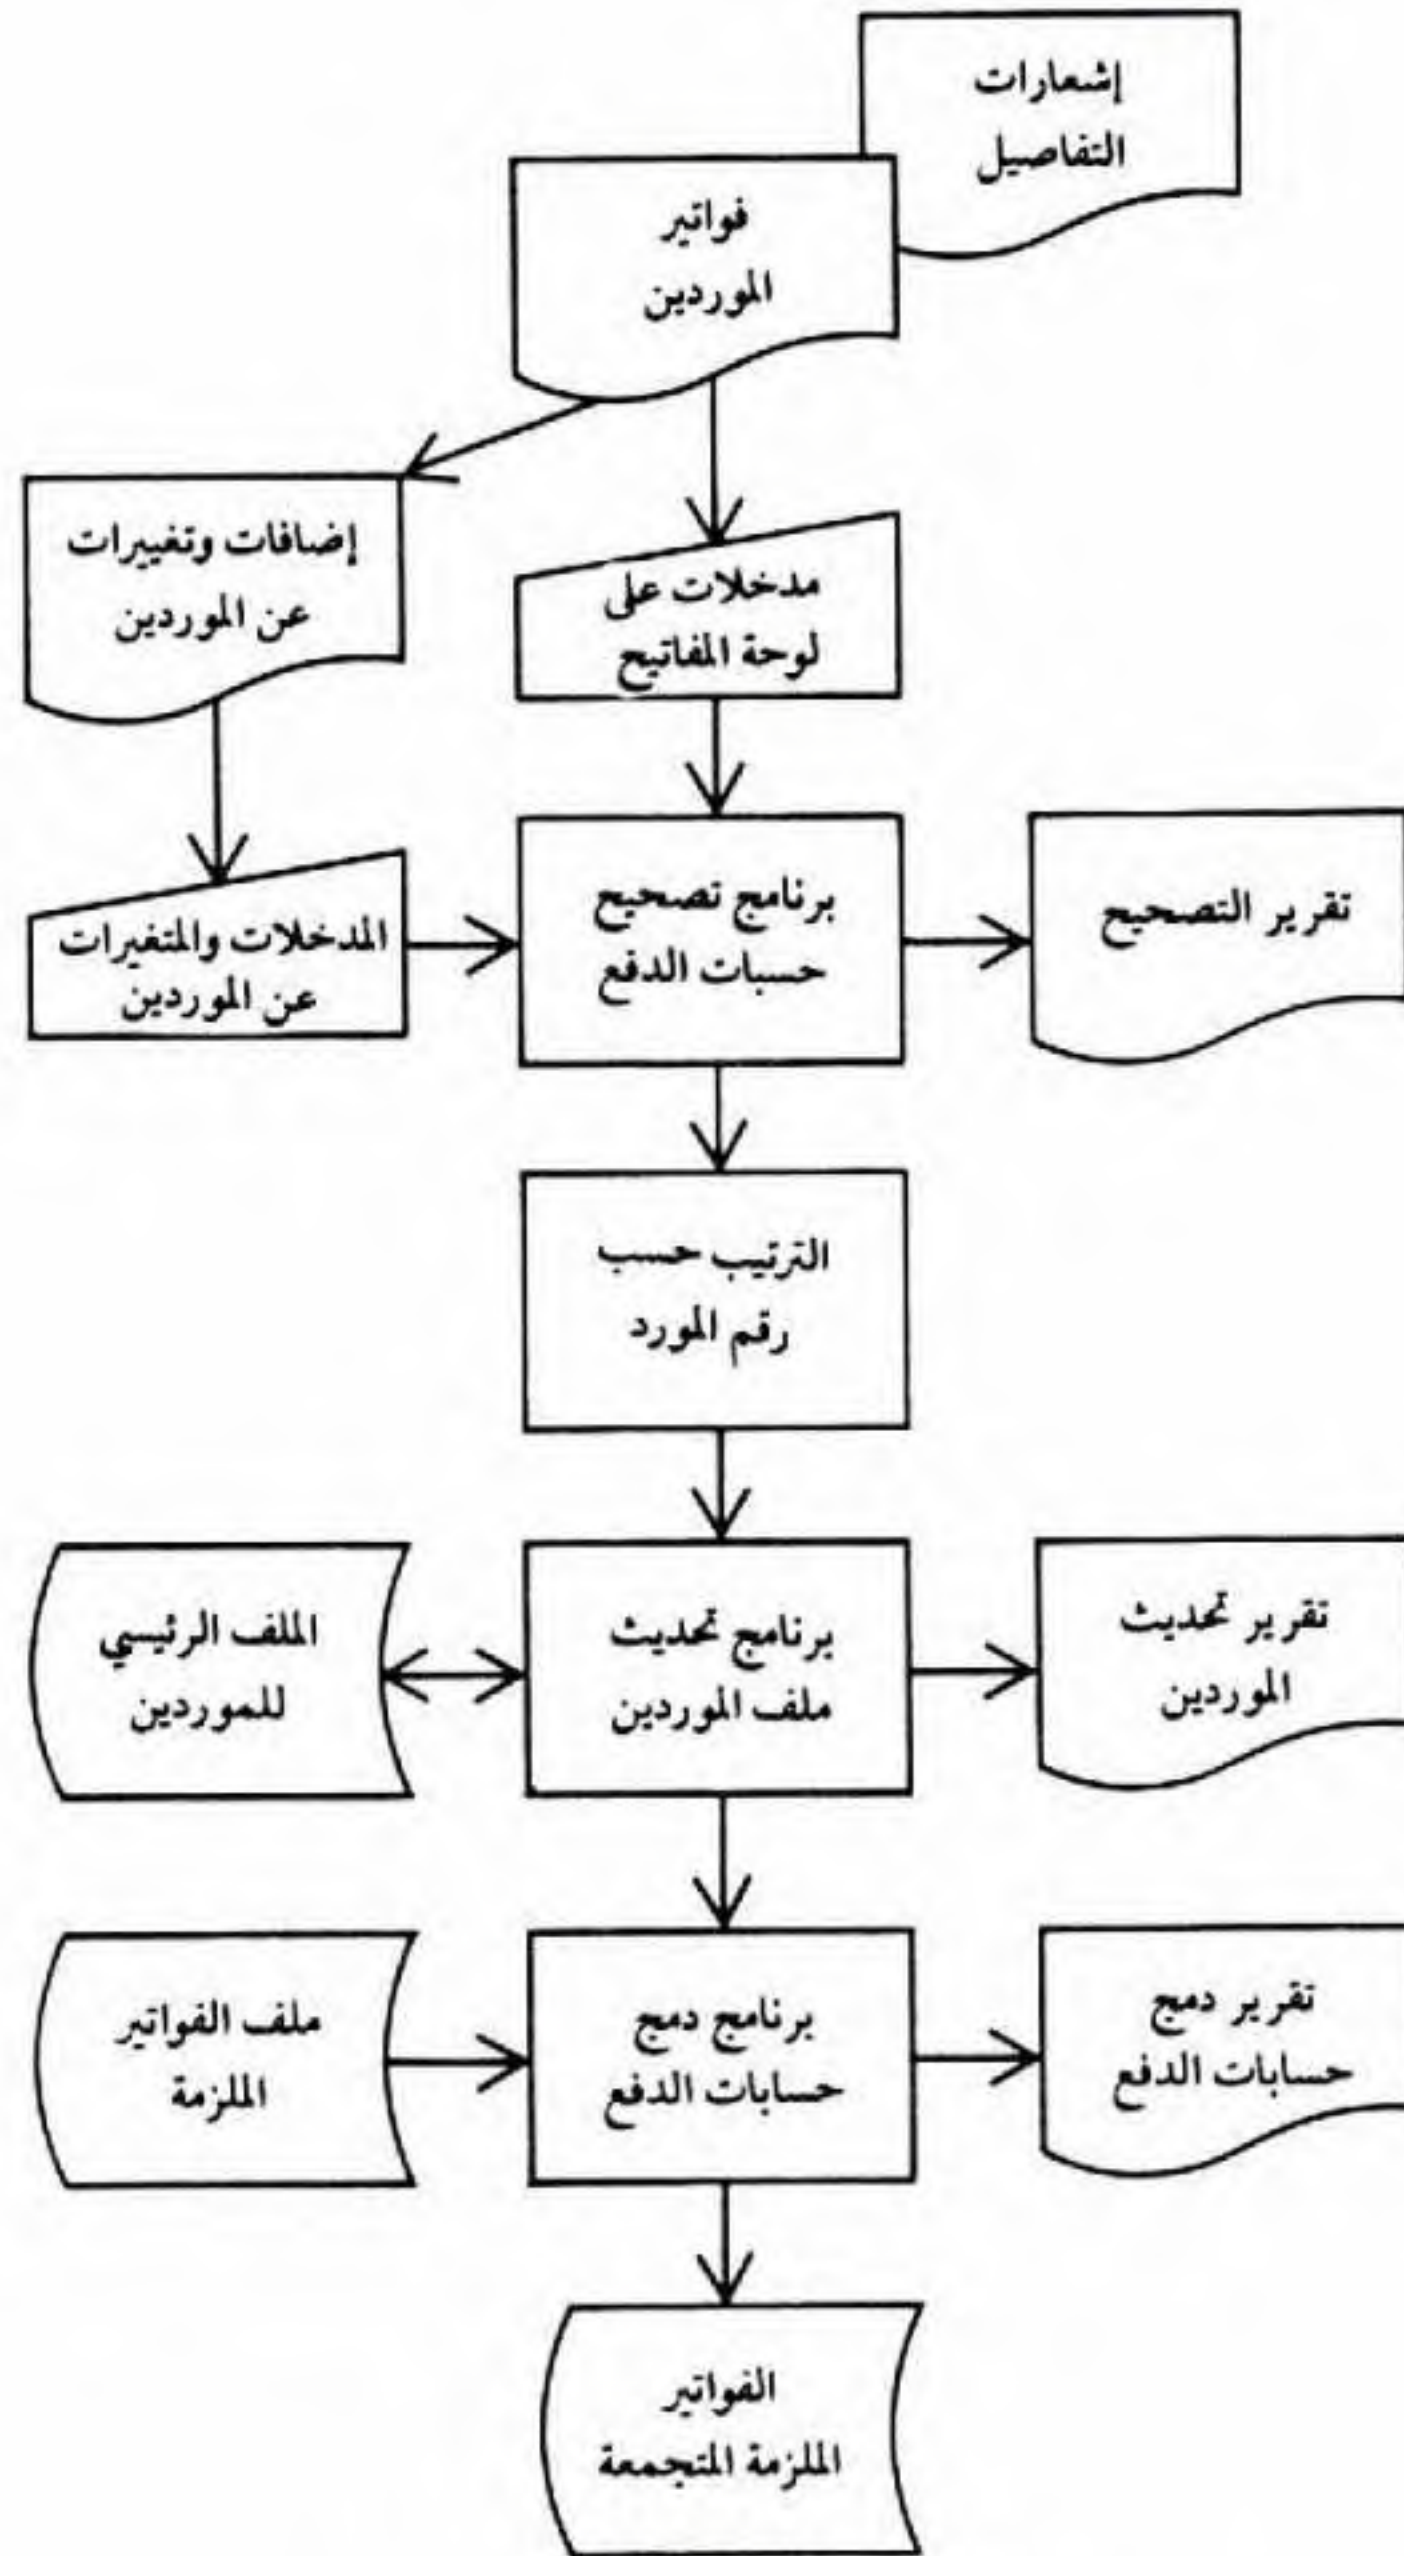 إشعارات
التفاصيل
فواتير
الموردين
إضافات وتغييرات
عن الموردين
مدخلات على
لوحة المفاتيح
المدخلات والمتغيرات
عن الموردين
برنامج تصحيح
حسبات الدفع
تقرير التصحيح
الترتيب حسب
رقم المورد
الملف الرئيسي
للموردين
برنامج تحديث
ملف الموردين
تقرير تحديث
الموردين
ملف الفواتير
الملزمة
برنامج دمج
حسابات الدفع
تقرير دمج
حسابات الدفع
الفواتير
الملزمة المتجمعة